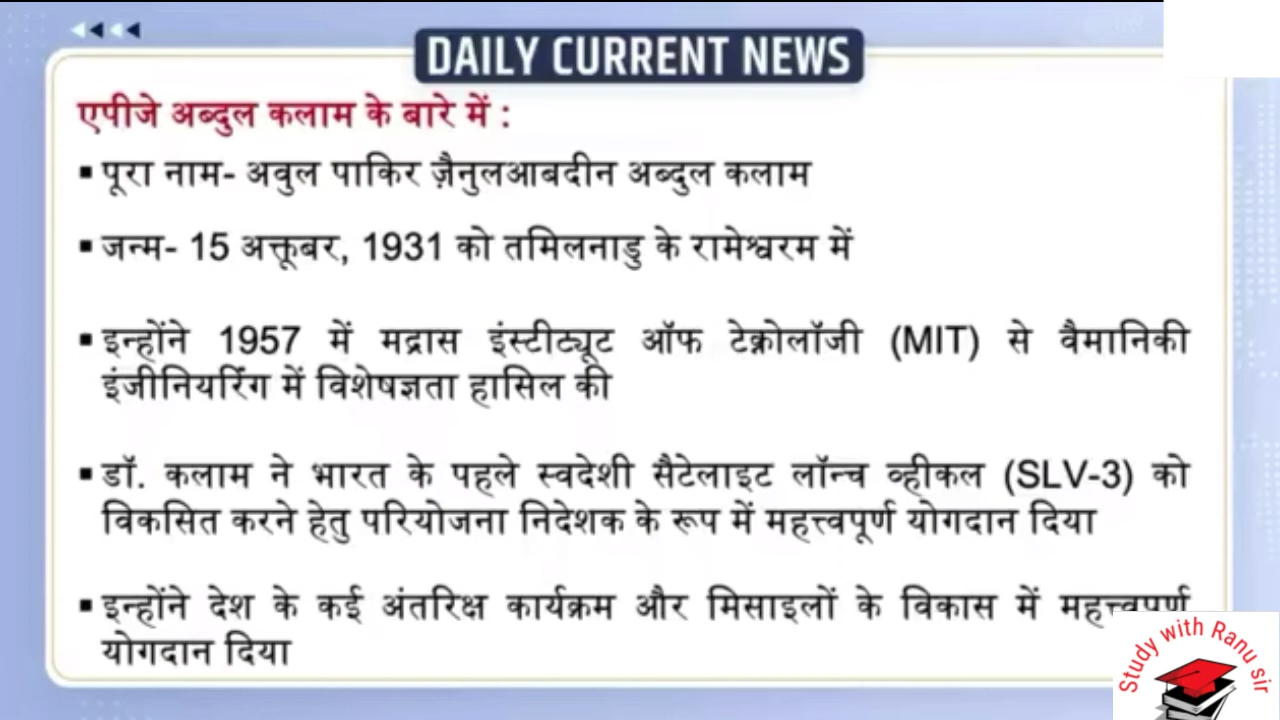 DAILY CURRENT NEWS
एपीजे अब्दुल कलाम के बारे में :
▪ पूरा नाम- अवुल पाकिर ज़ैनुलआबदीन अब्दुल कलाम
▪ जन्म- 15 अक्तूबर, 1931 को तमिलनाडु के रामेश्वरम में
▪ इन्होंने 1957 में मद्रास इंस्टीट्यूट ऑफ टेक्नोलॉजी (MIT) से वैमानिकी
इंजीनियरिंग में विशेषज्ञता हासिल की
▪ डॉ. कलाम ने भारत के पहले स्वदेशी सैटेलाइट लॉन्च व्हीकल (SLV-3) को
विकसित करने हेतु परियोजना निदेशक के रूप में महत्त्वपूर्ण योगदान दिया
▪ इन्होंने देश के कई अंतरिक्ष कार्यक्रम और मिसाइलों के विकास में महत्त्वपूर्ण
योगदान दिया
Study with Ranu sir